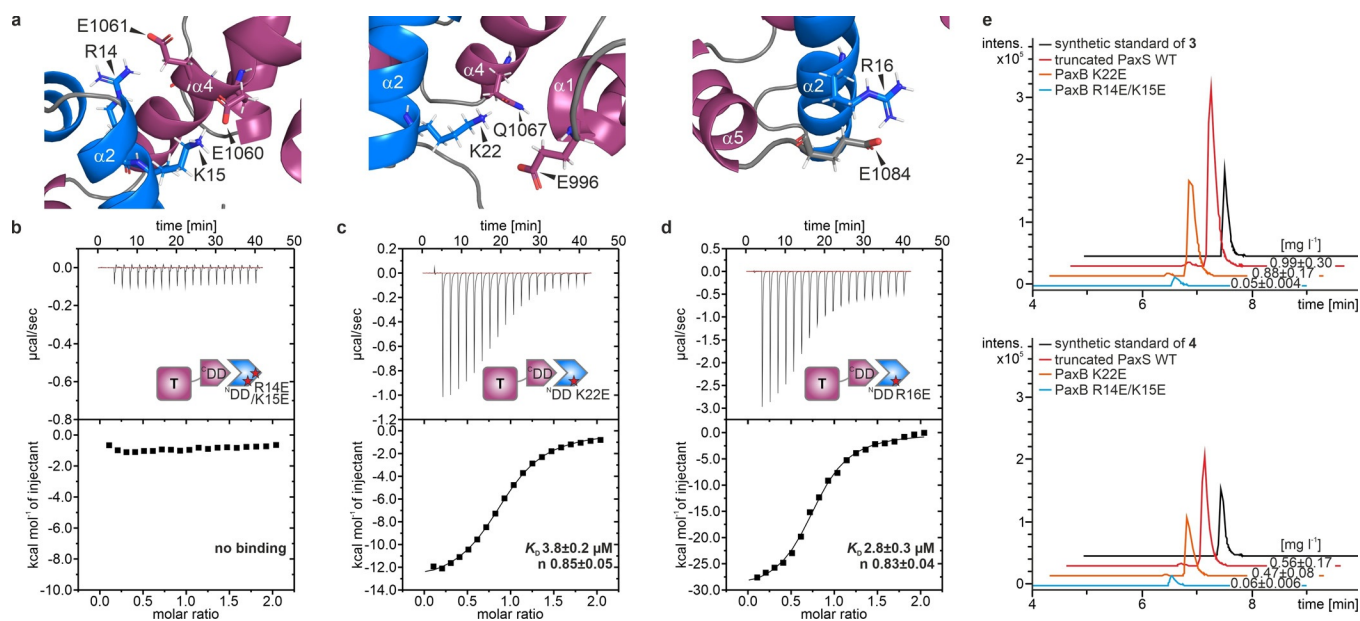 a
E1061
R14
α4
α2
E1060
K15
α2
α4
α1
Q1067
K22
E996
α2
R16
α5
E1084
b
time [min]
0 10 20 30 40 50
0.0
-0.2
-0.4
-0.6
-0.8
µcal/sec
T
CDD
NDD
R14E
/K15E
0.0
-2.0
-4.0
-6.0
-8.0
-10.0
kcal mol⁻¹ of injectant
no binding
0.0 0.5 1.0 1.5 2.0
molar ratio
c
time [min]
0 10 20 30 40 50
0.2
0.0
-0.2
-0.4
-0.6
-0.8
-1.0
-1.2
µcal/sec
T
CDD
NDD K22E
0.0
-2.0
-4.0
-6.0
-8.0
-10.0
-12.0
-14.0
kcal mol⁻¹ of injectant
KD 3.8±0.2 µM
n 0.85±0.05
0.0 0.5 1.0 1.5 2.0
molar ratio
d
time [min]
0 10 20 30 40 50
0.5
0.0
-0.5
-1.0
-1.5
-2.0
-2.5
-3.0
µcal/sec
T
CDD
NDD R16E
0.0
-5.0
-10.0
-15.0
-20.0
-25.0
-30.0
kcal mol⁻¹ of injectant
KD 2.8±0.3 µM
n 0.83±0.04
0.0 0.5 1.0 1.5 2.0
molar ratio
e
intens.
x10⁵
synthetic standard of 3
truncated PaxS WT
PaxB K22E
PaxB R14E/K15E
3
2
1
0
[mg l⁻¹]
0.99±0.30
0.88±0.17
0.05±0.004
4 6 8
time [min]
intens.
x10⁵
synthetic standard of 4
truncated PaxS WT
PaxB K22E
PaxB R14E/K15E
3
2
1
0
[mg l⁻¹]
0.56±0.17
0.47±0.08
0.06±0.006
4 6 8
time [min]